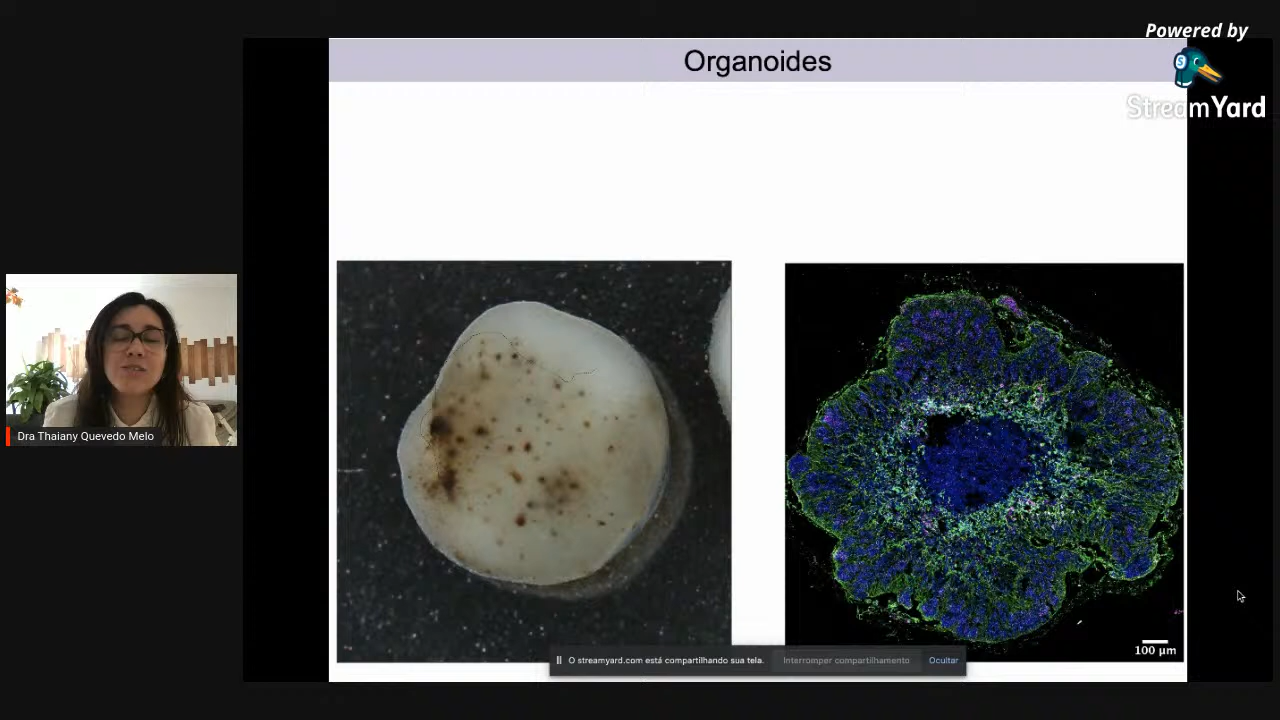 Powered by
StreamYard
Organoides
Dra Thaiany Quevedo Melo
100 µm
O streamyard.com está compartilhando sua tela.
Interromper compartilhamento
Ocultar